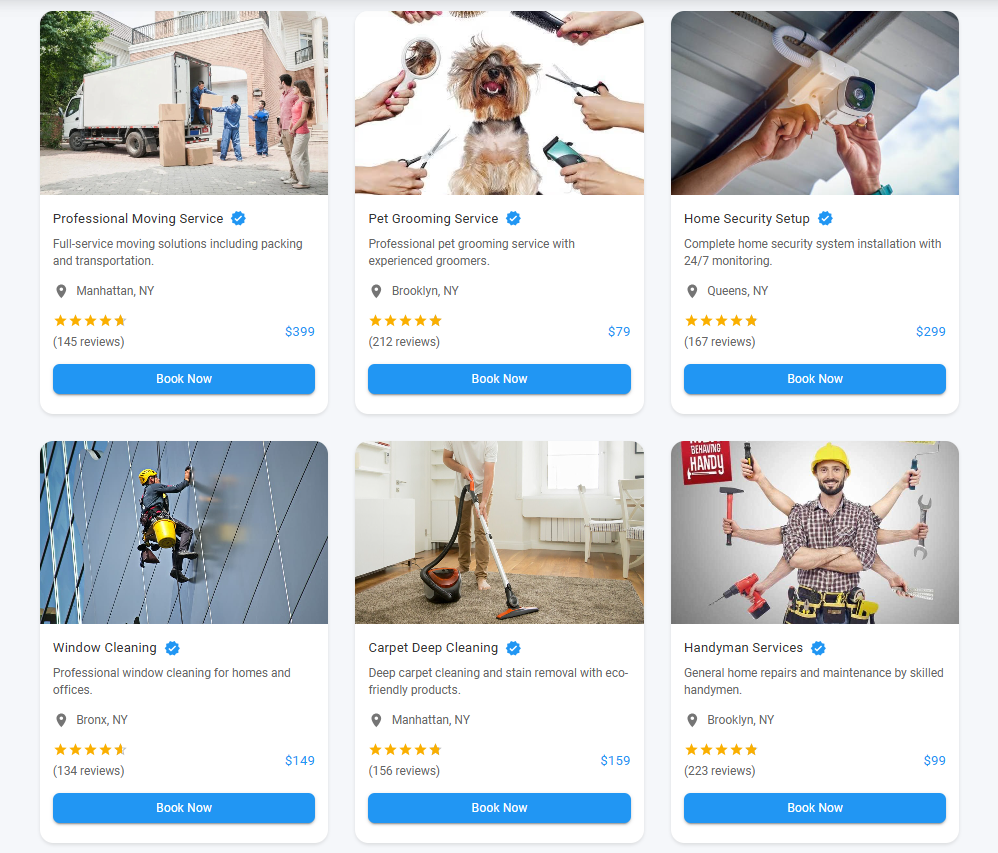 Professional Moving Service
Full-service moving solutions including packing
and transportation.
Manhattan, NY
(145 reviews)
$399
Book Now
Pet Grooming Service
Professional pet grooming service with
experienced groomers.
Brooklyn, NY
(212 reviews)
$79
Book Now
Home Security Setup
Complete home security system installation with
24/7 monitoring.
Queens, NY
(167 reviews)
$299
Book Now
Window Cleaning
Professional window cleaning for homes and
offices.
Bronx, NY
(134 reviews)
$149
Book Now
Carpet Deep Cleaning
Deep carpet cleaning and stain removal with eco-
friendly products.
Manhattan, NY
(156 reviews)
$159
Book Now
BEHAVING
HANDY
Handyman Services
General home repairs and maintenance by skilled
handymen.
Brooklyn, NY
(223 reviews)
$99
Book Now